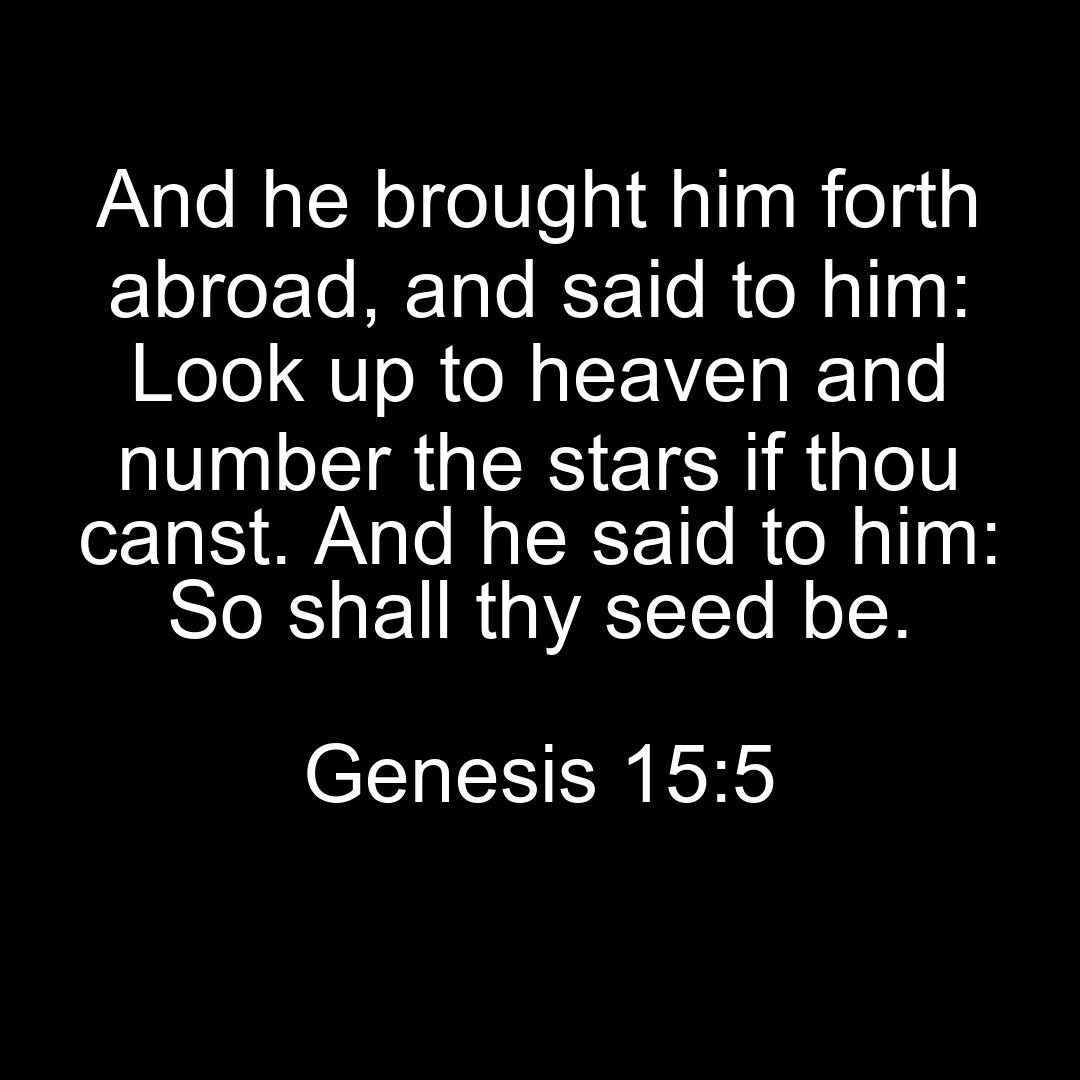 And he brought him forth
abroad, and said to him:
Look up to heaven and
number the stars if thou
canst. And he said to him:
So shall thy seed be.
Genesis 15:5